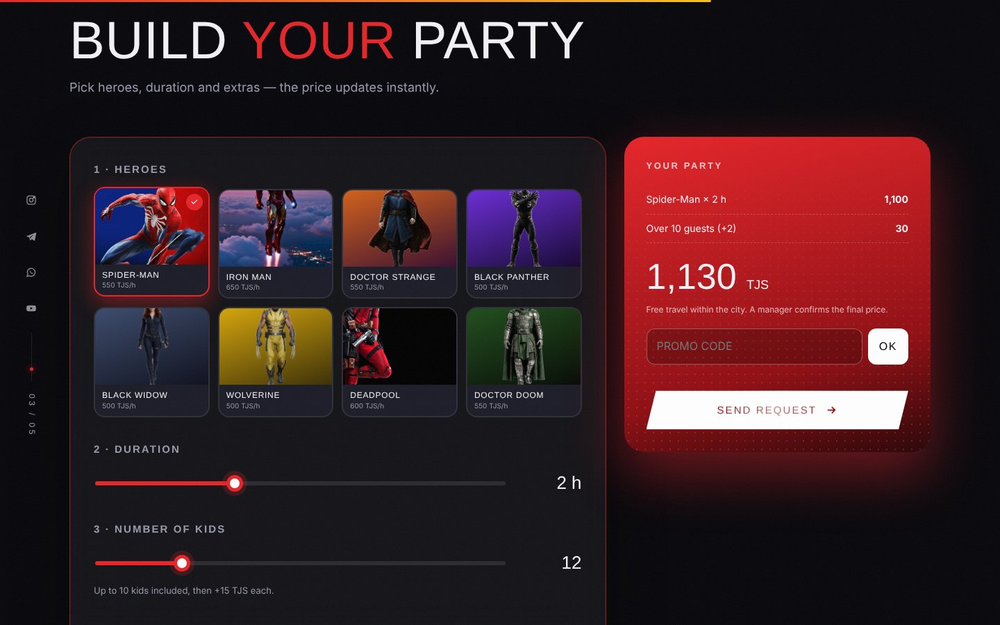 BUILD YOUR PARTY
Pick heroes, duration and extras — the price updates instantly.
1 · HEROES
SPIDER-MAN
550 TJS/h
IRON MAN
650 TJS/h
DOCTOR STRANGE
550 TJS/h
BLACK PANTHER
500 TJS/h
BLACK WIDOW
500 TJS/h
WOLVERINE
500 TJS/h
DEADPOOL
600 TJS/h
DOCTOR DOOM
550 TJS/h
2 · DURATION
2 h
3 · NUMBER OF KIDS
12
Up to 10 kids included, then +15 TJS each.
YOUR PARTY
Spider-Man × 2 h 1,100
Over 10 guests (+2) 30
1,130 TJS
Free travel within the city. A manager confirms the final price.
PROMO CODE OK
SEND REQUEST →
03 / 05